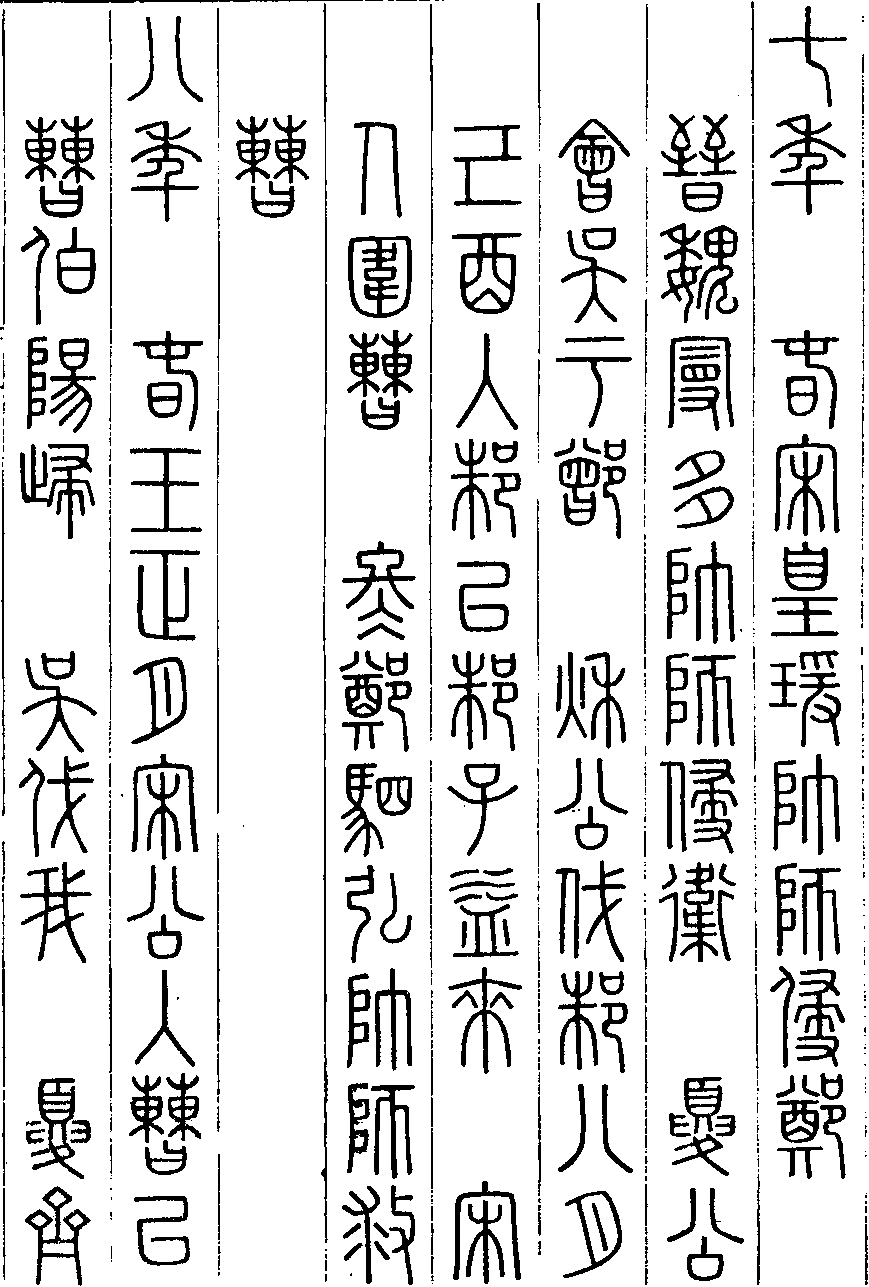 七年　春宋皇瑗帥師侵鄭
晉魏曼多帥師侵衛　夏公
會吳于鄫　秋公伐邾八月
己酉入邾以邾子益來　宋
人圍曹　冬鄭駟弘帥師救
曹
八年　春王正月宋公入曹以
曹伯陽歸　吳伐我　夏齊